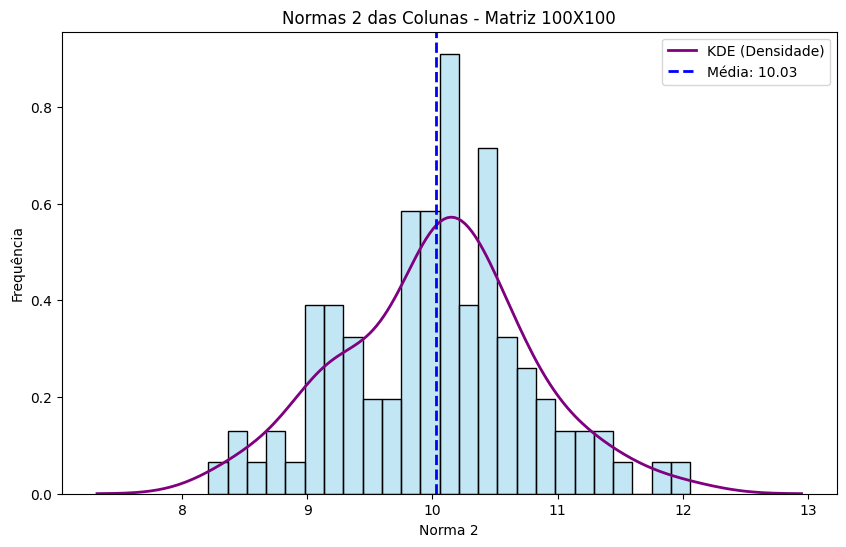 Normas 2 das Colunas - Matriz 100X100
KDE (Densidade)
Média: 10.03
Frequência
0.8
0.6
0.4
0.2
0.0
8 9 10 11 12 13
Norma 2